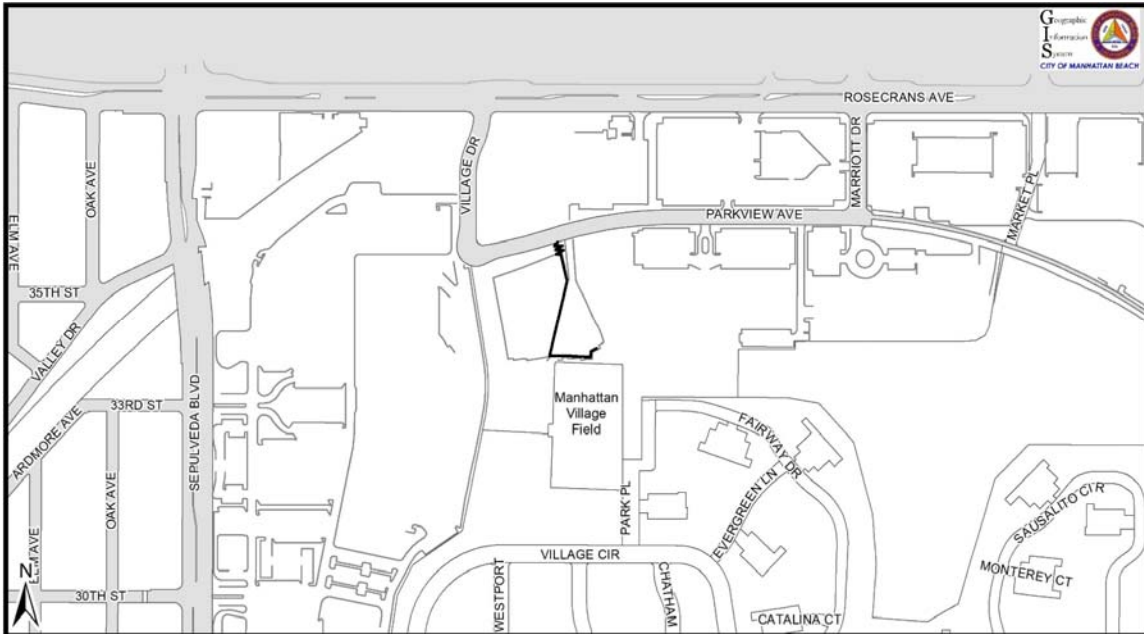 Geographic
Information
System
CITY OF MANHATTAN BEACH
ROSECRANS AVE
OAK AVE
ELM AVE
VILLAGE DR
MARRIOTT DR
MARKET PL
PARKVIEW AVE
35TH ST
VALLEY DR
SEPULVEDA BLVD
33RD ST
ARDMORE AVE
Manhattan
Village
Field
FAIRWAY DR
EVERGREEN LN
PARK PL
OAK AVE
ELM AVE
SAUSALITO CIR
VILLAGE CIR
MONTEREY CT
WESTPORT
CHATHAM
CATALINA CT
30TH ST
N